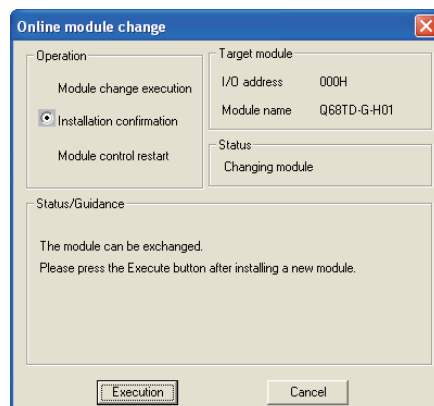 Online module change
Operation
Module change execution
Installation confirmation
Module control restart
Target module
I/O address 000H
Module name Q68TD-G-H01
Status
Changing module
Status/Guidance
The module can be exchanged.
Please press the Execute button after installing a new module.
Execution Cancel